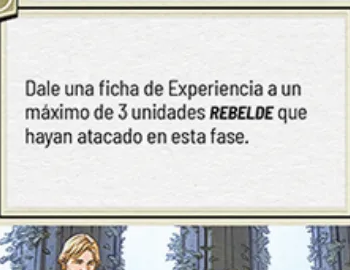 Dale una ficha de Experiencia a un
máximo de 3 unidades REBELDE que
hayan atacado en esta fase.